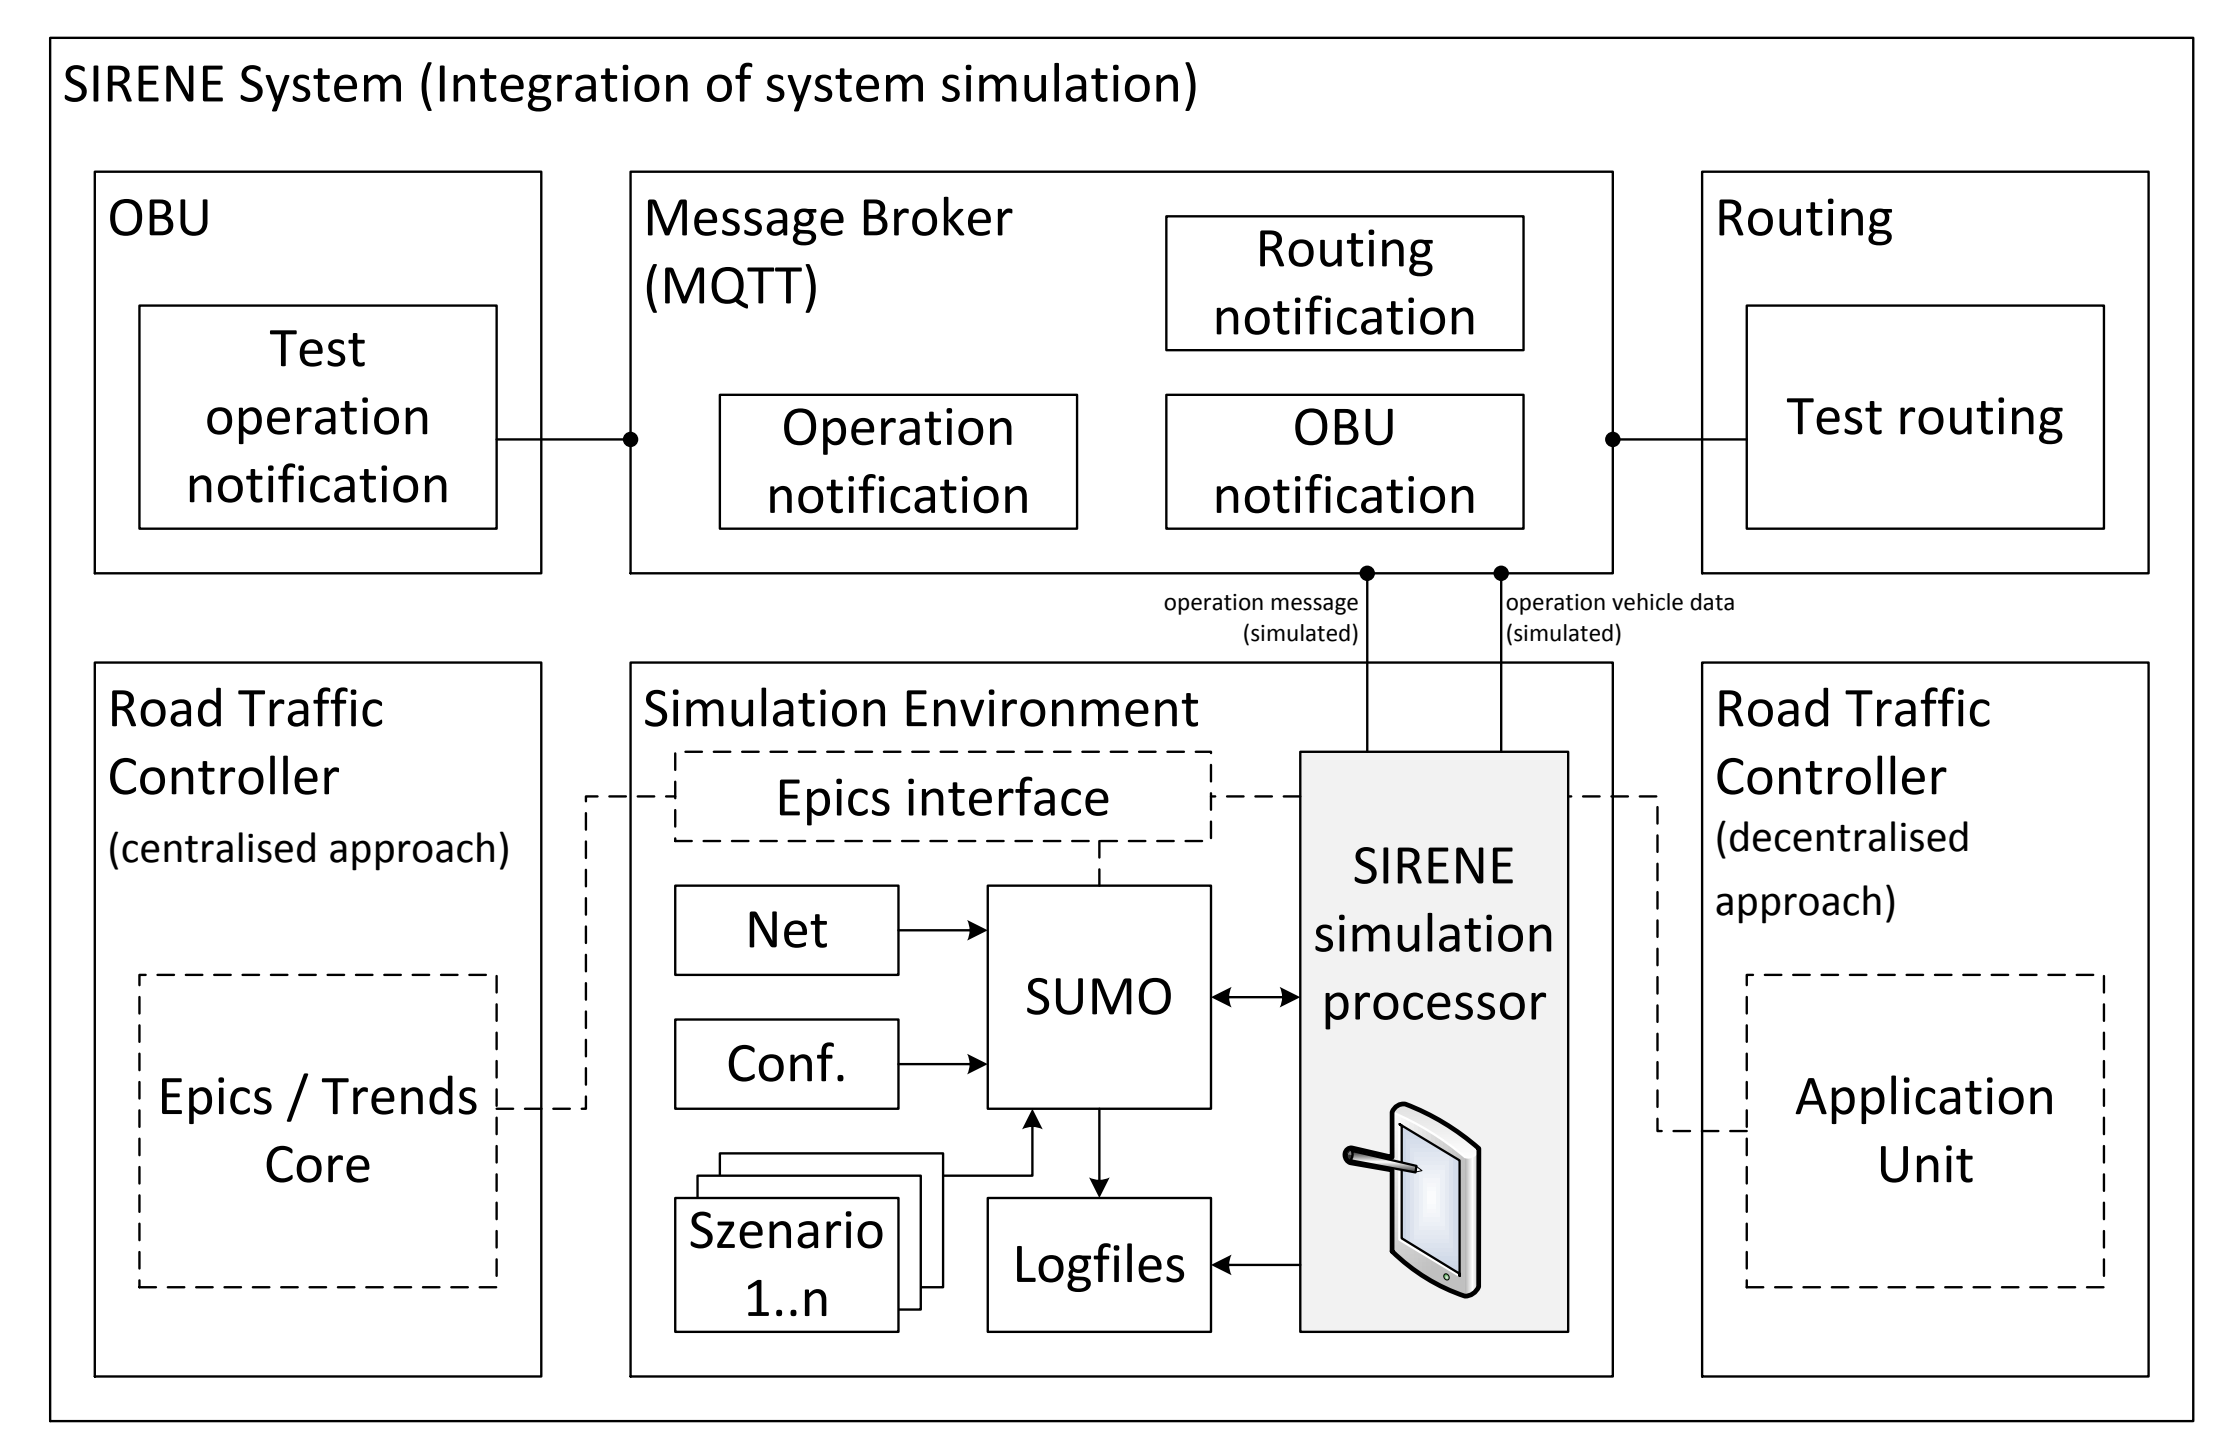 SIRENE System (Integration of system simulation)
OBU
Test
operation
notification
Message Broker
(MQTT)
Routing
notification
Operation
notification
OBU
notification
Routing
Test routing
operation message
(simulated)
operation vehicle data
(simulated)
Road Traffic
Controller
(centralised approach)
Epics / Trends
Core
Simulation Environment
Epics interface
Net
Conf.
Szenario
1..n
SUMO
Logfiles
SIRENE
simulation
processor
Road Traffic
Controller
(decentralised
approach)
Application
Unit